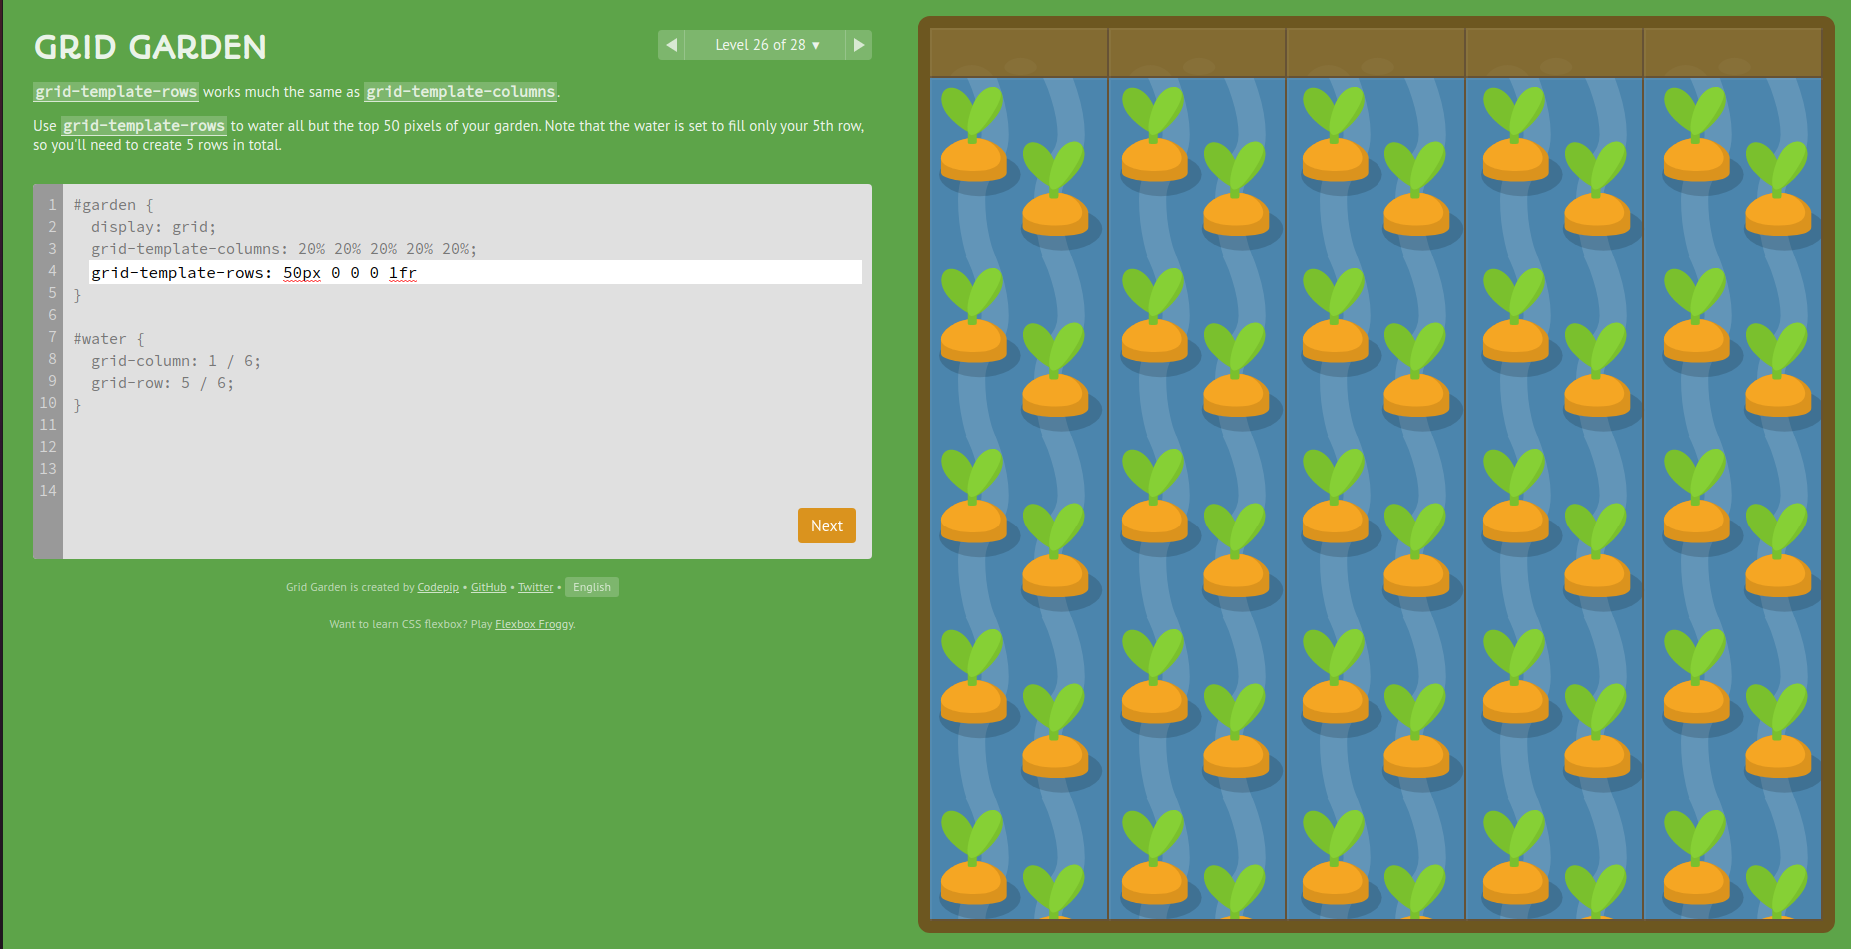 GRID GARDEN
◀ Level 26 of 28 ▼ ▶
grid-template-rows works much the same as grid-template-columns.
Use grid-template-rows to water all but the top 50 pixels of your garden. Note that the water is set to fill only your 5th row,
so you'll need to create 5 rows in total.
1 #garden {
2 display: grid;
3 grid-template-columns: 20% 20% 20% 20% 20%;
4 grid-template-rows: 50px 0 0 0 1fr
5 }
6
7 #water {
8 grid-column: 1 / 6;
9 grid-row: 5 / 6;
10 }
11
12
13
14
Next
Grid Garden is created by Codepip • GitHub • Twitter • English
Want to learn CSS flexbox? Play Flexbox Froggy.